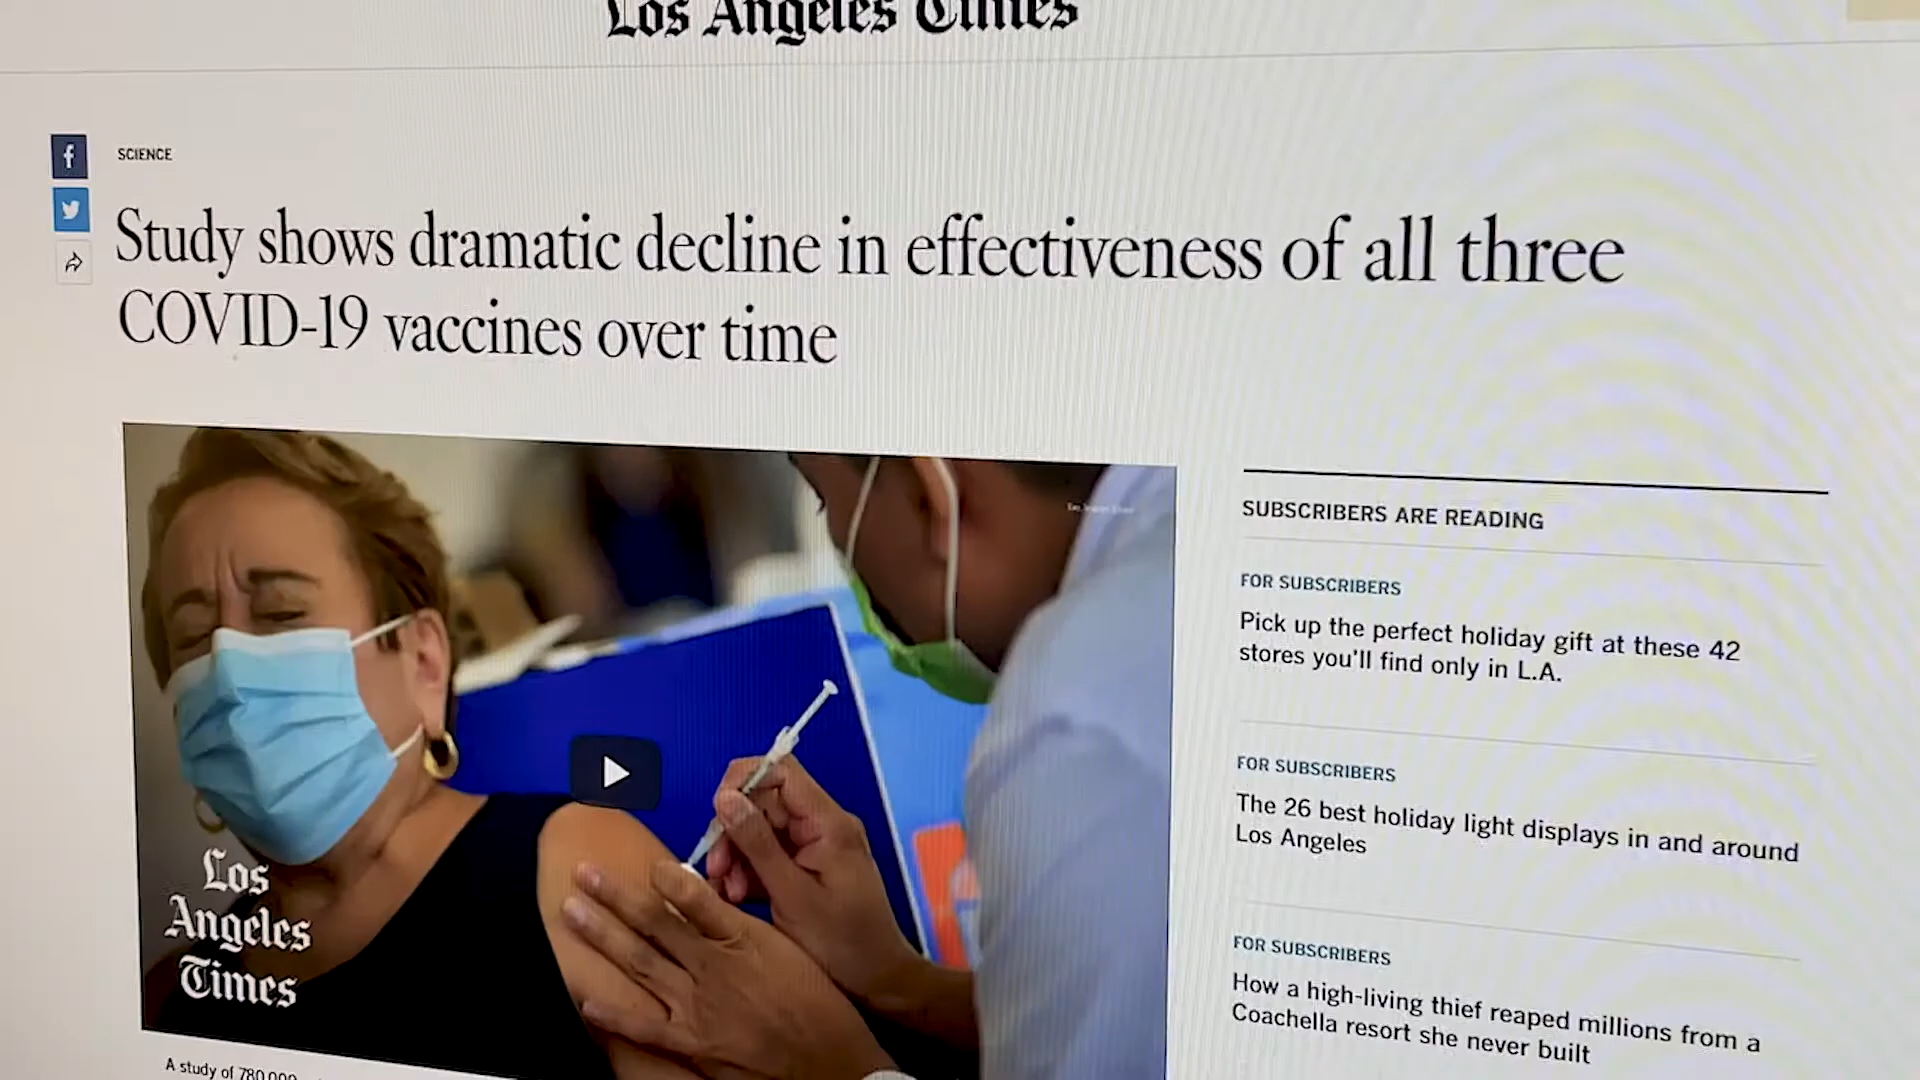 Los Angeles Times
f
SCIENCE
Study shows dramatic decline in effectiveness of all three
COVID-19 vaccines over time
SUBSCRIBERS ARE READING
FOR SUBSCRIBERS
Pick up the perfect holiday gift at these 42
stores you'll find only in L.A.
FOR SUBSCRIBERS
The 26 best holiday light displays in and around
Los Angeles
FOR SUBSCRIBERS
How a high-living thief reaped millions from a
Coachella resort she never built
Los
Angeles
Times
A study of 780,000